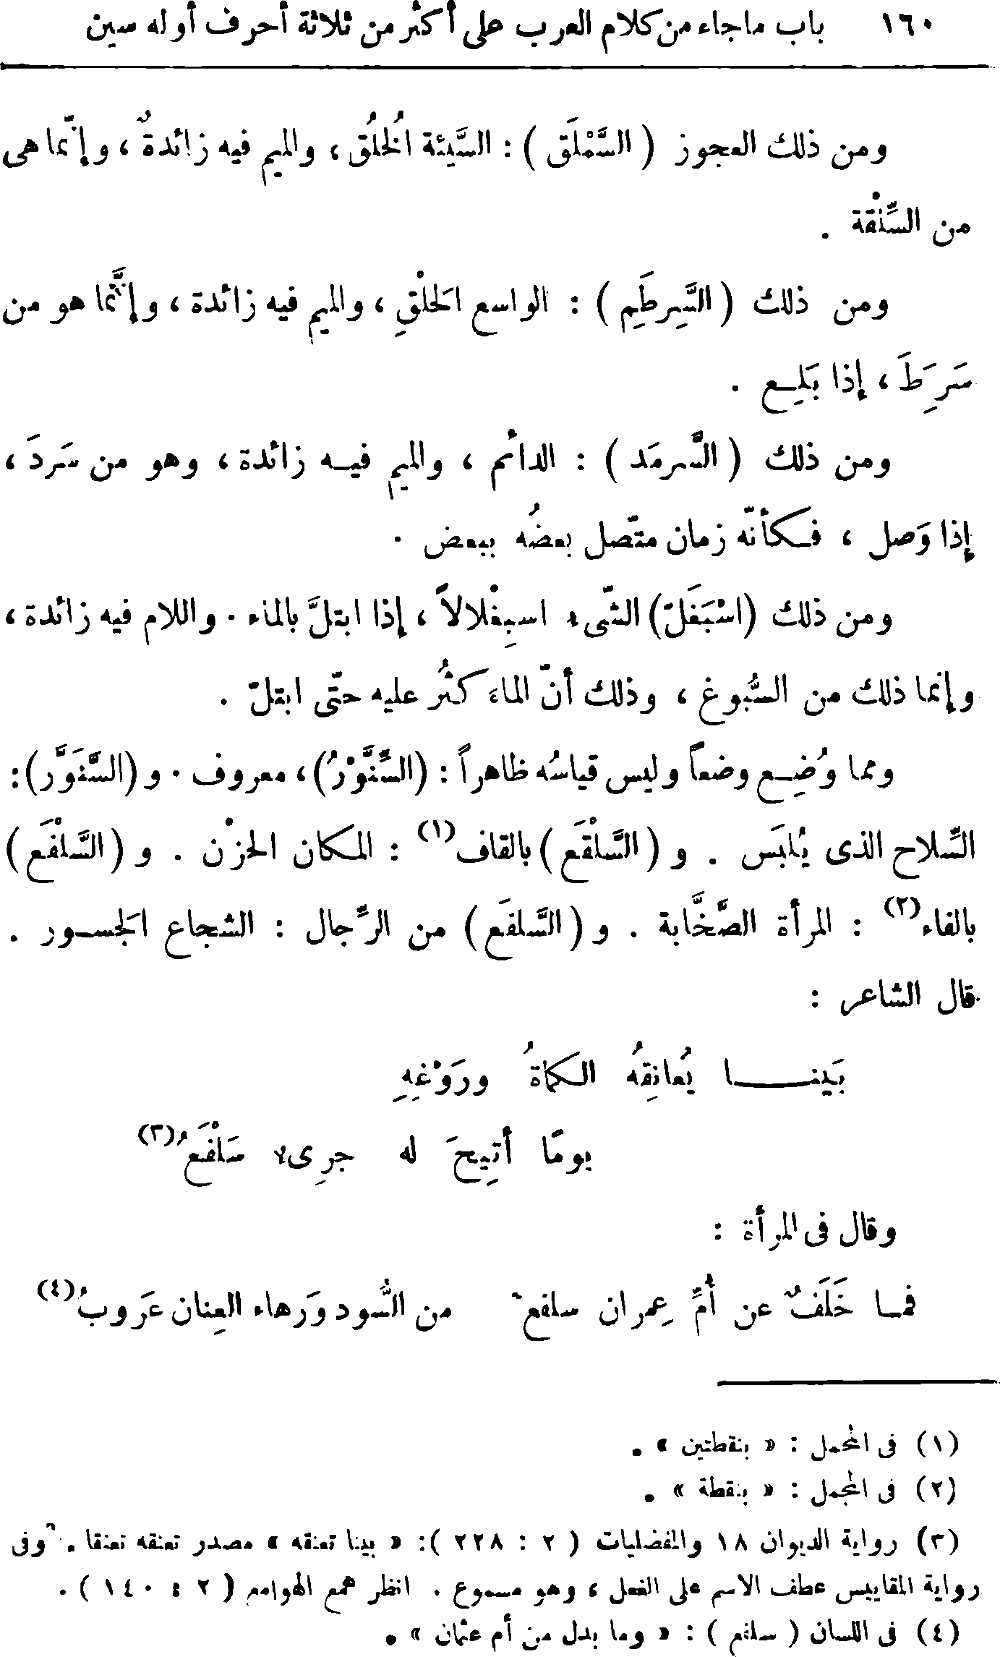 ١٦٠ باب ما جاء من كلام العرب على أكثر من ثلاثة أحرف أوله سين
ومن ذلك العجوز ( السَّمْلَق ) : السَّيِّئة الخُلُق ، والميم فيه زائدةٌ ، وإنّما هى
من السِّنْقة .
ومن ذلك ( السَّرِطَم ) : الواسع الحَلْقِ ، والميم فيه زائدة ، وإنَّما هو من
سَرِطَ ، إذا بَلِع .
ومن ذلك ( السَّرمَد ) : الدائم ، والميم فيه زائدة ، وهو من سَردَ ،
إذا وَصل ، فكأنّه زمان متّصل بعضُه ببعض .
ومن ذلك (اسْبَغَلّ) الشّىء اسبِغْلالاً ، إذا ابتلَّ بالماء . واللام فيه زائدة ،
وإنما ذلك من السُّبوغ ، وذلك أنّ الماءَ كثُر عليه حتّى ابتلّ .
ومما وُضِع وضعاً وليس قياسُه ظاهراً : (السِّنَّوْرُ) ، معروف . و (السَّنَوَّر) :
السِّلاح الذى يُلبَس . و ( السَّلْقَع ) بالقاف (١) : المكان الحزْن . و ( السَّلْفَع )
بالفاء (٢) : المرأة الصَّخَّابة . و ( السَّلفَع ) من الرِّجال : الشجاع الجَسور .
قال الشاعر :
بَينا يُعانِقُه الكماةُ ورَوْغِهِ
يومًا أتِيحَ له جرِىء سَلْفَعُ (٣)
وقال فى المرأة :
فما خَلَفٌ عن أُمِّ عِمران سلفع من السُّود وَرهاء العِنان عَروبُ (٤)
(١) فى المجمل : « بنقطتين » .
(٢) فى المجمل : « بنقطة » .
(٣) رواية الديوان ١٨ والمفضليات ( ٢ : ٢٢٨ ) : « بينا تعنقه » مصدر تعنقه تعنقا . وفى
رواية المقاييس عطف الاسم على الفعل ، وهو مسموع . انظر همع الهوامع ( ٢ : ١٤٠ ) .
(٤) فى اللسان ( سلفع ) : « وما بدل من أم عثمان » .